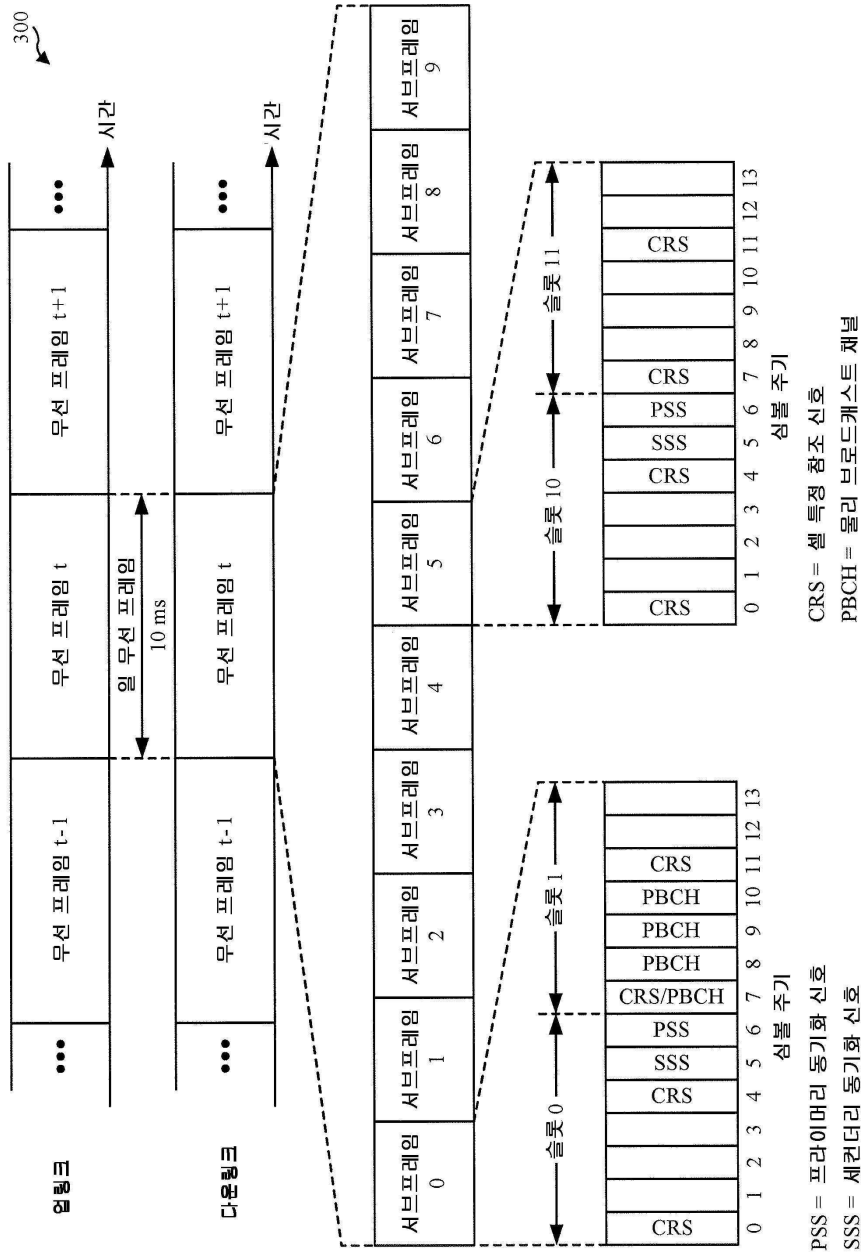 300
업링크
••• 무선 프레임 t-1 무선 프레임 t 무선 프레임 t+1 •••
시간
일 무선 프레임
10 ms
다운링크
••• 무선 프레임 t-1 무선 프레임 t 무선 프레임 t+1 •••
시간
서브프레임 0
서브프레임 1
서브프레임 2
서브프레임 3
서브프레임 4
서브프레임 5
서브프레임 6
서브프레임 7
서브프레임 8
서브프레임 9
슬롯 0 슬롯 1
CRS CRS SSS PSS CRS/PBCH PBCH PBCH PBCH CRS
0 1 2 3 4 5 6 7 8 9 10 11 12 13
심볼 주기
슬롯 10 슬롯 11
CRS CRS SSS PSS CRS CRS
0 1 2 3 4 5 6 7 8 9 10 11 12 13
심볼 주기
PSS = 프라이머리 동기화 신호
SSS = 세컨더리 동기화 신호
CRS = 셀 특정 참조 신호
PBCH = 물리 브로드캐스트 채널